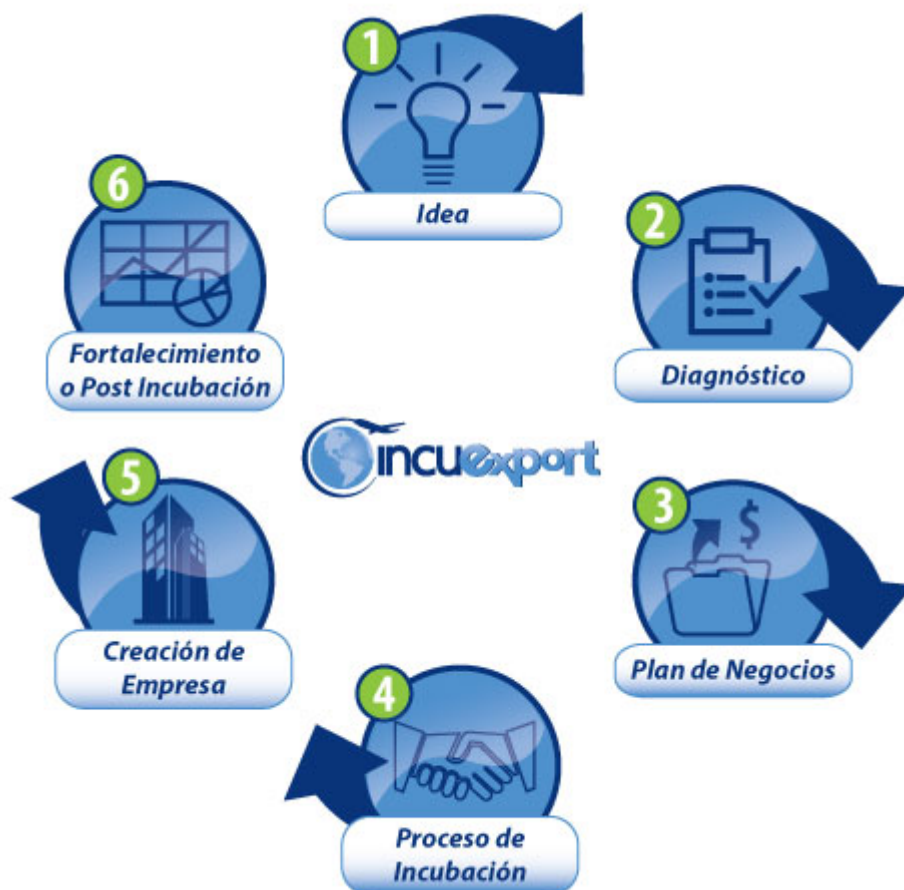 1
Idea
2
Diagnóstico
3
$
Plan de Negocios
4
Proceso de
Incubación
5
Creación de
Empresa
6
Fortalecimiento
o Post Incubación
incuexport